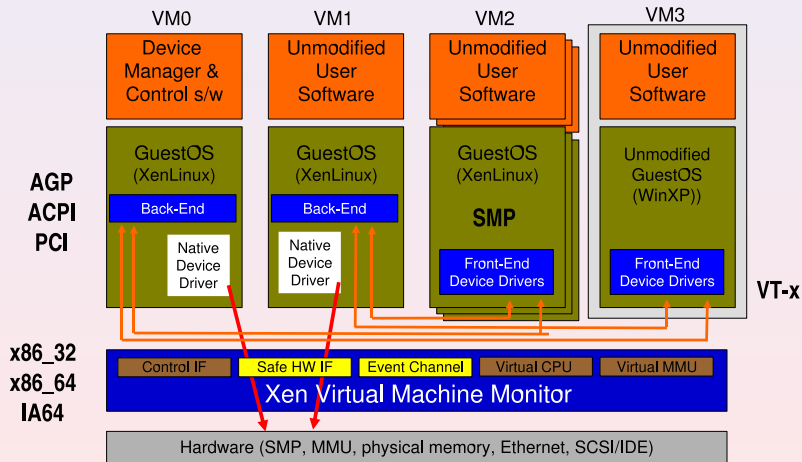 VM0
VM1
VM2
VM3
Device
Manager &
Control s/w
Unmodified
User
Software
Unmodified
User
Software
Unmodified
User
Software
GuestOS
(XenLinux)
Back-End
Native
Device
Driver
GuestOS
(XenLinux)
Back-End
Native
Device
Driver
GuestOS
(XenLinux)
SMP
Front-End
Device Drivers
Unmodified
GuestOS
(WinXP))
Front-End
Device Drivers
AGP
ACPI
PCI
VT-x
x86_32
x86_64
IA64
Control IF
Safe HW IF
Event Channel
Virtual CPU
Virtual MMU
Xen Virtual Machine Monitor
Hardware (SMP, MMU, physical memory, Ethernet, SCSI/IDE)